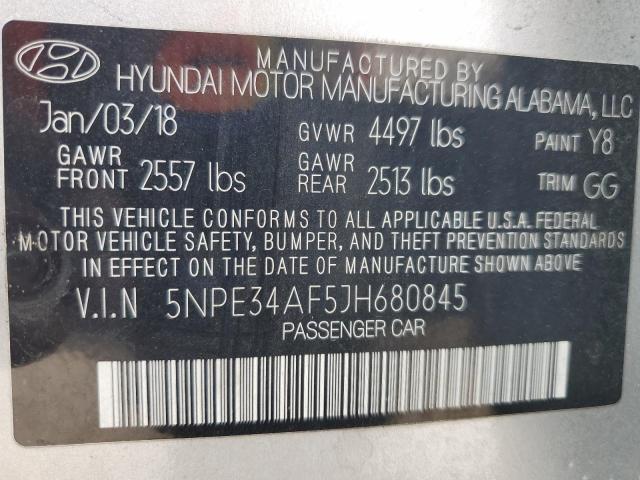 MANUFACTURED BY
HYUNDAI MOTOR MANUFACTURING ALABAMA, LLC
Jan/03/18 GVWR 4497 lbs PAINT Y8
GAWR FRONT 2557 lbs GAWR REAR 2513 lbs TRIM GG
THIS VEHICLE CONFORMS TO ALL APPLICABLE U.S.A. FEDERAL
MOTOR VEHICLE SAFETY, BUMPER, AND THEFT PREVENTION STANDARDS
IN EFFECT ON THE DATE OF MANUFACTURE SHOWN ABOVE.
V.I.N 5NPE34AF5JH680845
PASSENGER CAR